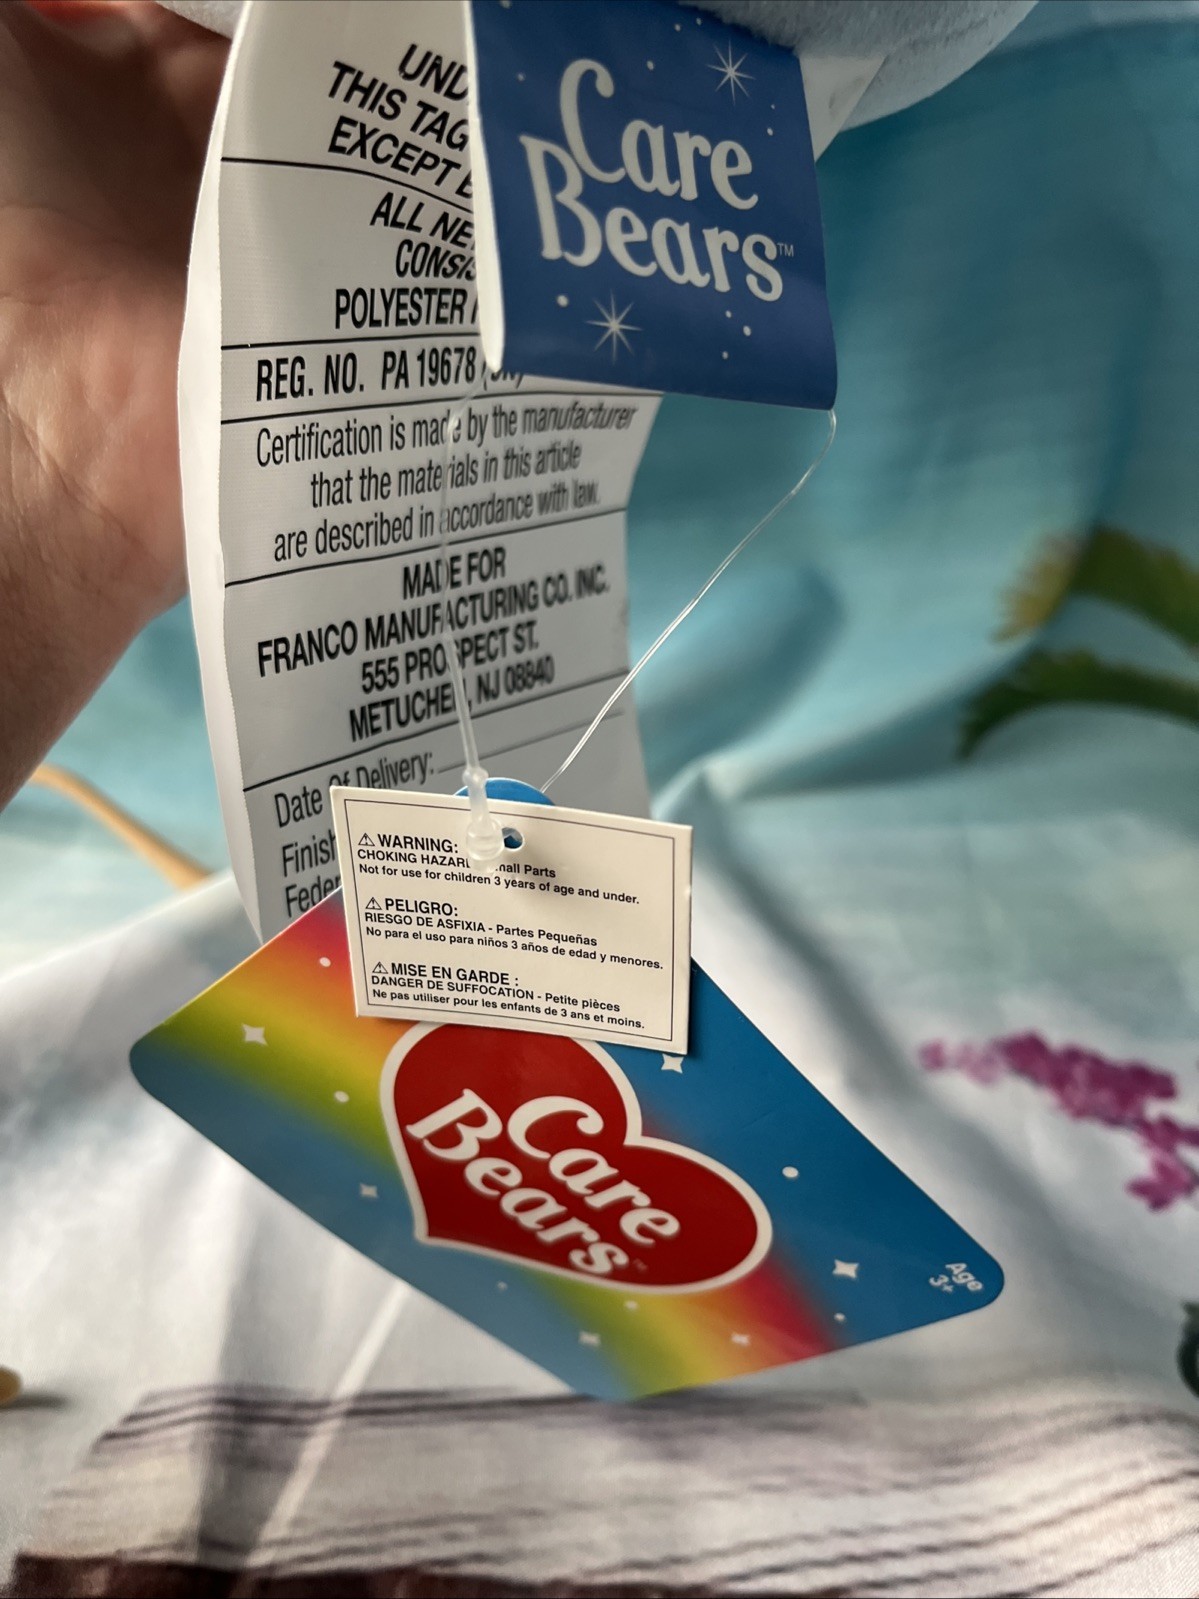 Care
Bears™
UND
THIS TAG
EXCEPT
ALL NE
CONSI
POLYESTER
REG. NO. PA 19678
Certification is made by the manufacturer
that the materials in this article
are described in accordance with law.
MADE FOR
FRANCO MANUFACTURING CO. INC.
555 PROSPECT ST.
METUCHEN, NJ 08840
Date of Delivery:
Finish
Feder
⚠ WARNING:
CHOKING HAZARD Small Parts
Not for use for children 3 years of age and under.
⚠ PELIGRO:
RIESGO DE ASFIXIA - Partes Pequeñas
No para el uso para niños 3 años de edad y menores.
⚠ MISE EN GARDE :
DANGER DE SUFFOCATION - Petite pièces
Ne pas utiliser pour les enfants de 3 ans et moins.
Care
Bears™
Age
3+